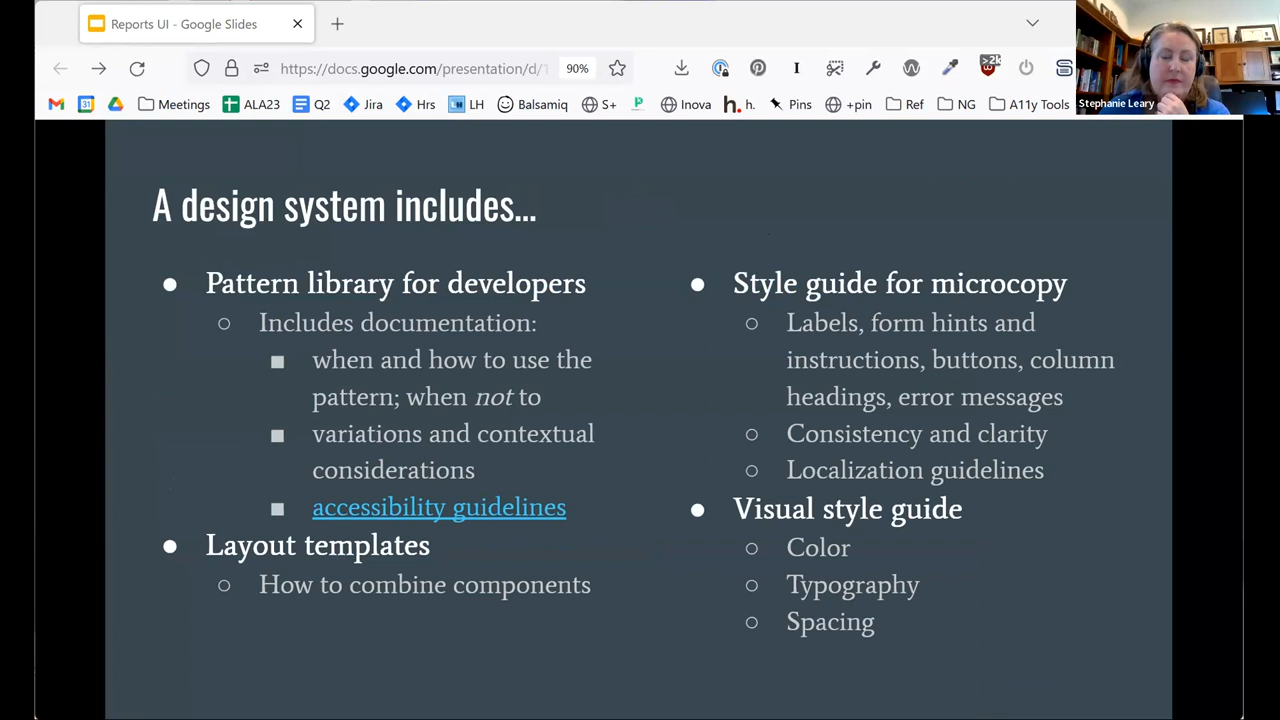 Reports UI - Google Slides
https://docs.google.com/presentation/d/1
90%
>2k
Meetings
ALA23
Q2
Jira
Hrs
LH
Balsamiq
S+
Inova
h.
Pins
+pin
Ref
NG
A11y Tools
Stephanie Leary
A design system includes...
Pattern library for developers
Includes documentation:
when and how to use the
pattern; when not to
variations and contextual
considerations
accessibility guidelines
Layout templates
How to combine components
Style guide for microcopy
Labels, form hints and
instructions, buttons, column
headings, error messages
Consistency and clarity
Localization guidelines
Visual style guide
Color
Typography
Spacing